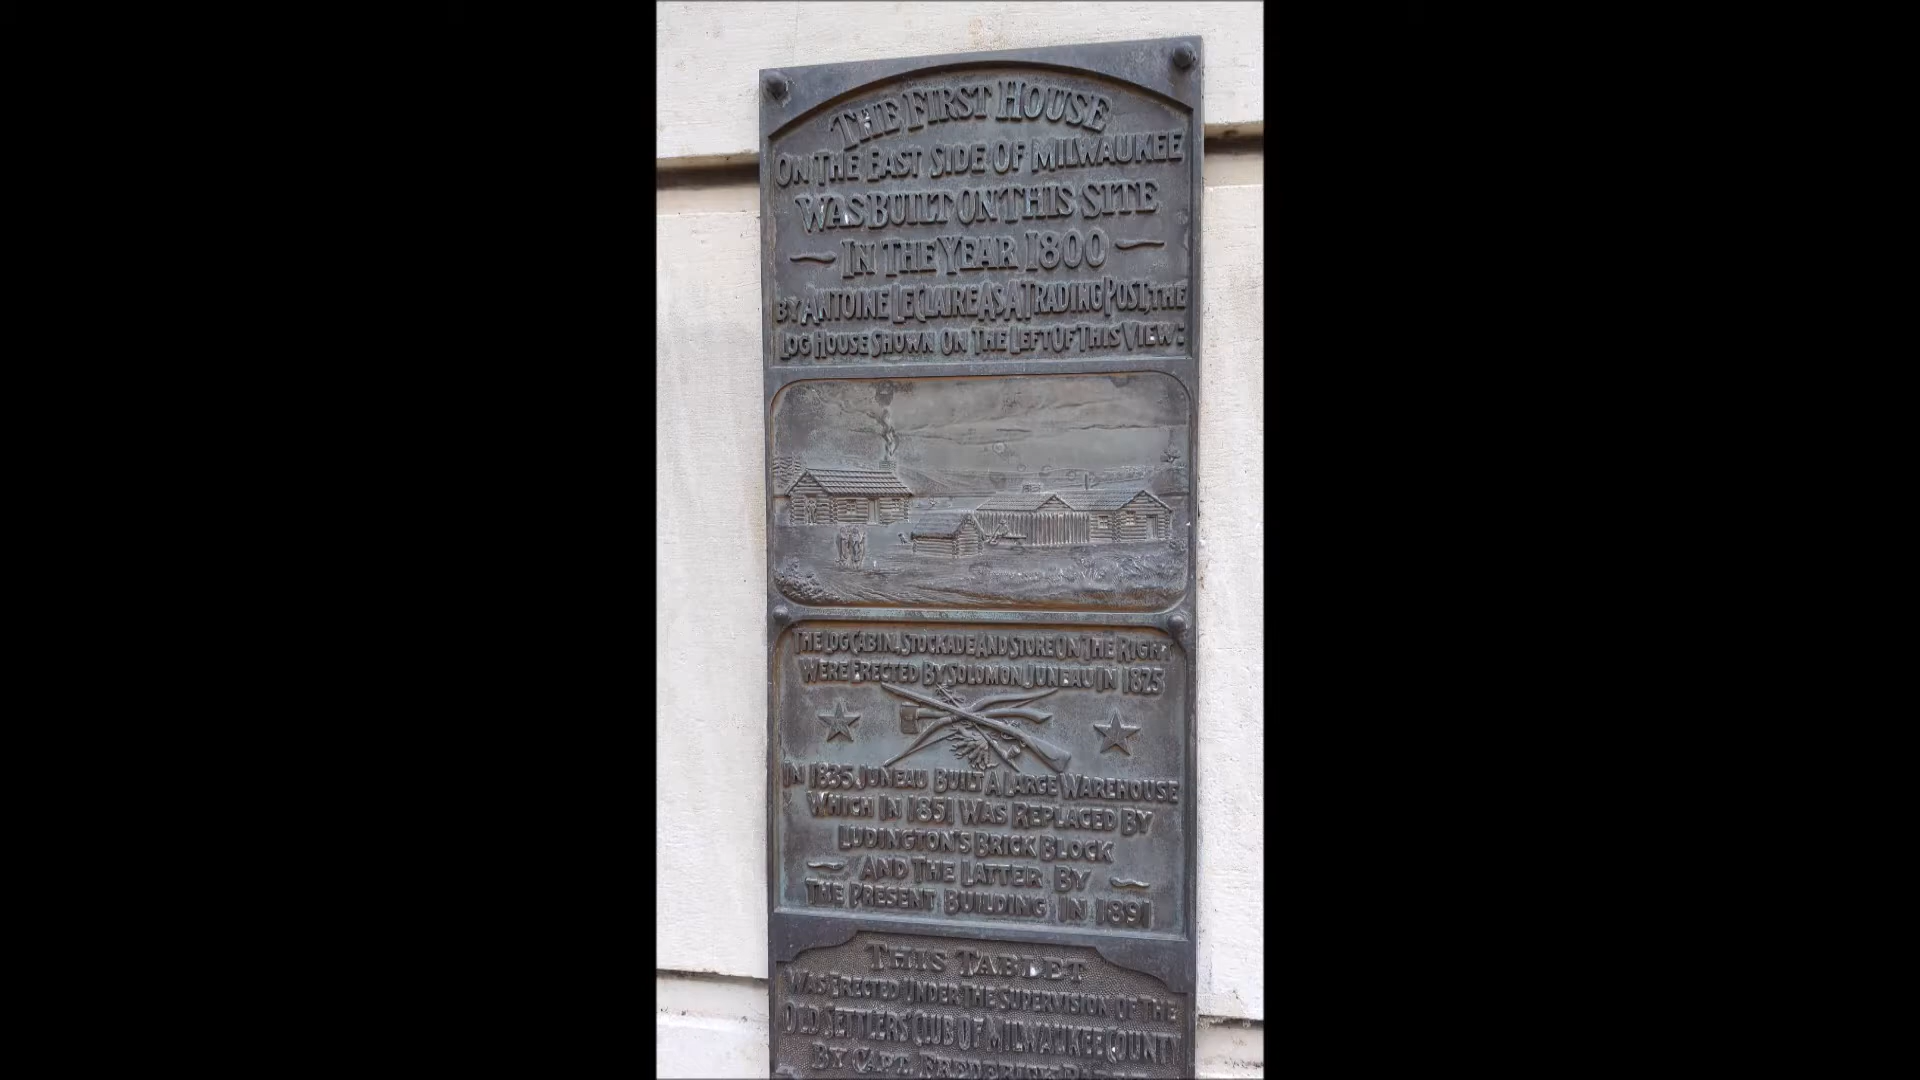 THE FIRST HOUSE
ON THE EAST SIDE OF MILWAUKEE
WAS BUILT ON THIS SITE
IN THE YEAR 1800
BY ANTOINE LECLAIRE AS A TRADING POST, THE
LOG HOUSE SHOWN ON THE LEFT OF THIS VIEW:
THE LOG CABIN, STOCKADE AND STORE ON THE RIGHT
WERE ERECTED BY SOLOMON JUNEAU IN 1825
IN 1835 JUNEAU BUILT A LARGE WAREHOUSE
WHICH IN 1851 WAS REPLACED BY
LUDINGTON'S BRICK BLOCK
AND THE LATTER BY
THE PRESENT BUILDING IN 1891
THIS TABLET
WAS ERECTED UNDER THE SUPERVISION OF THE
OLD SETTLERS CLUB OF MILWAUKEE COUNTY
BY CAPT. FREDERICK